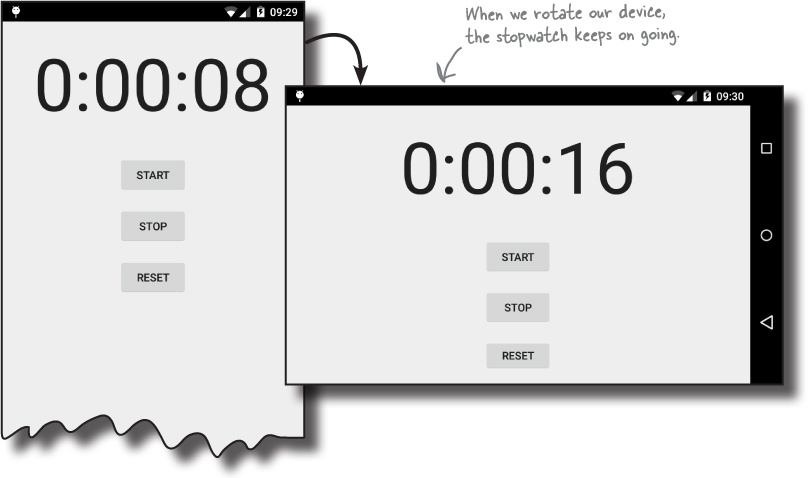 09:29
0:00:08
START
STOP
RESET
When we rotate our device,
the stopwatch keeps on going.
09:30
0:00:16
START
STOP
RESET